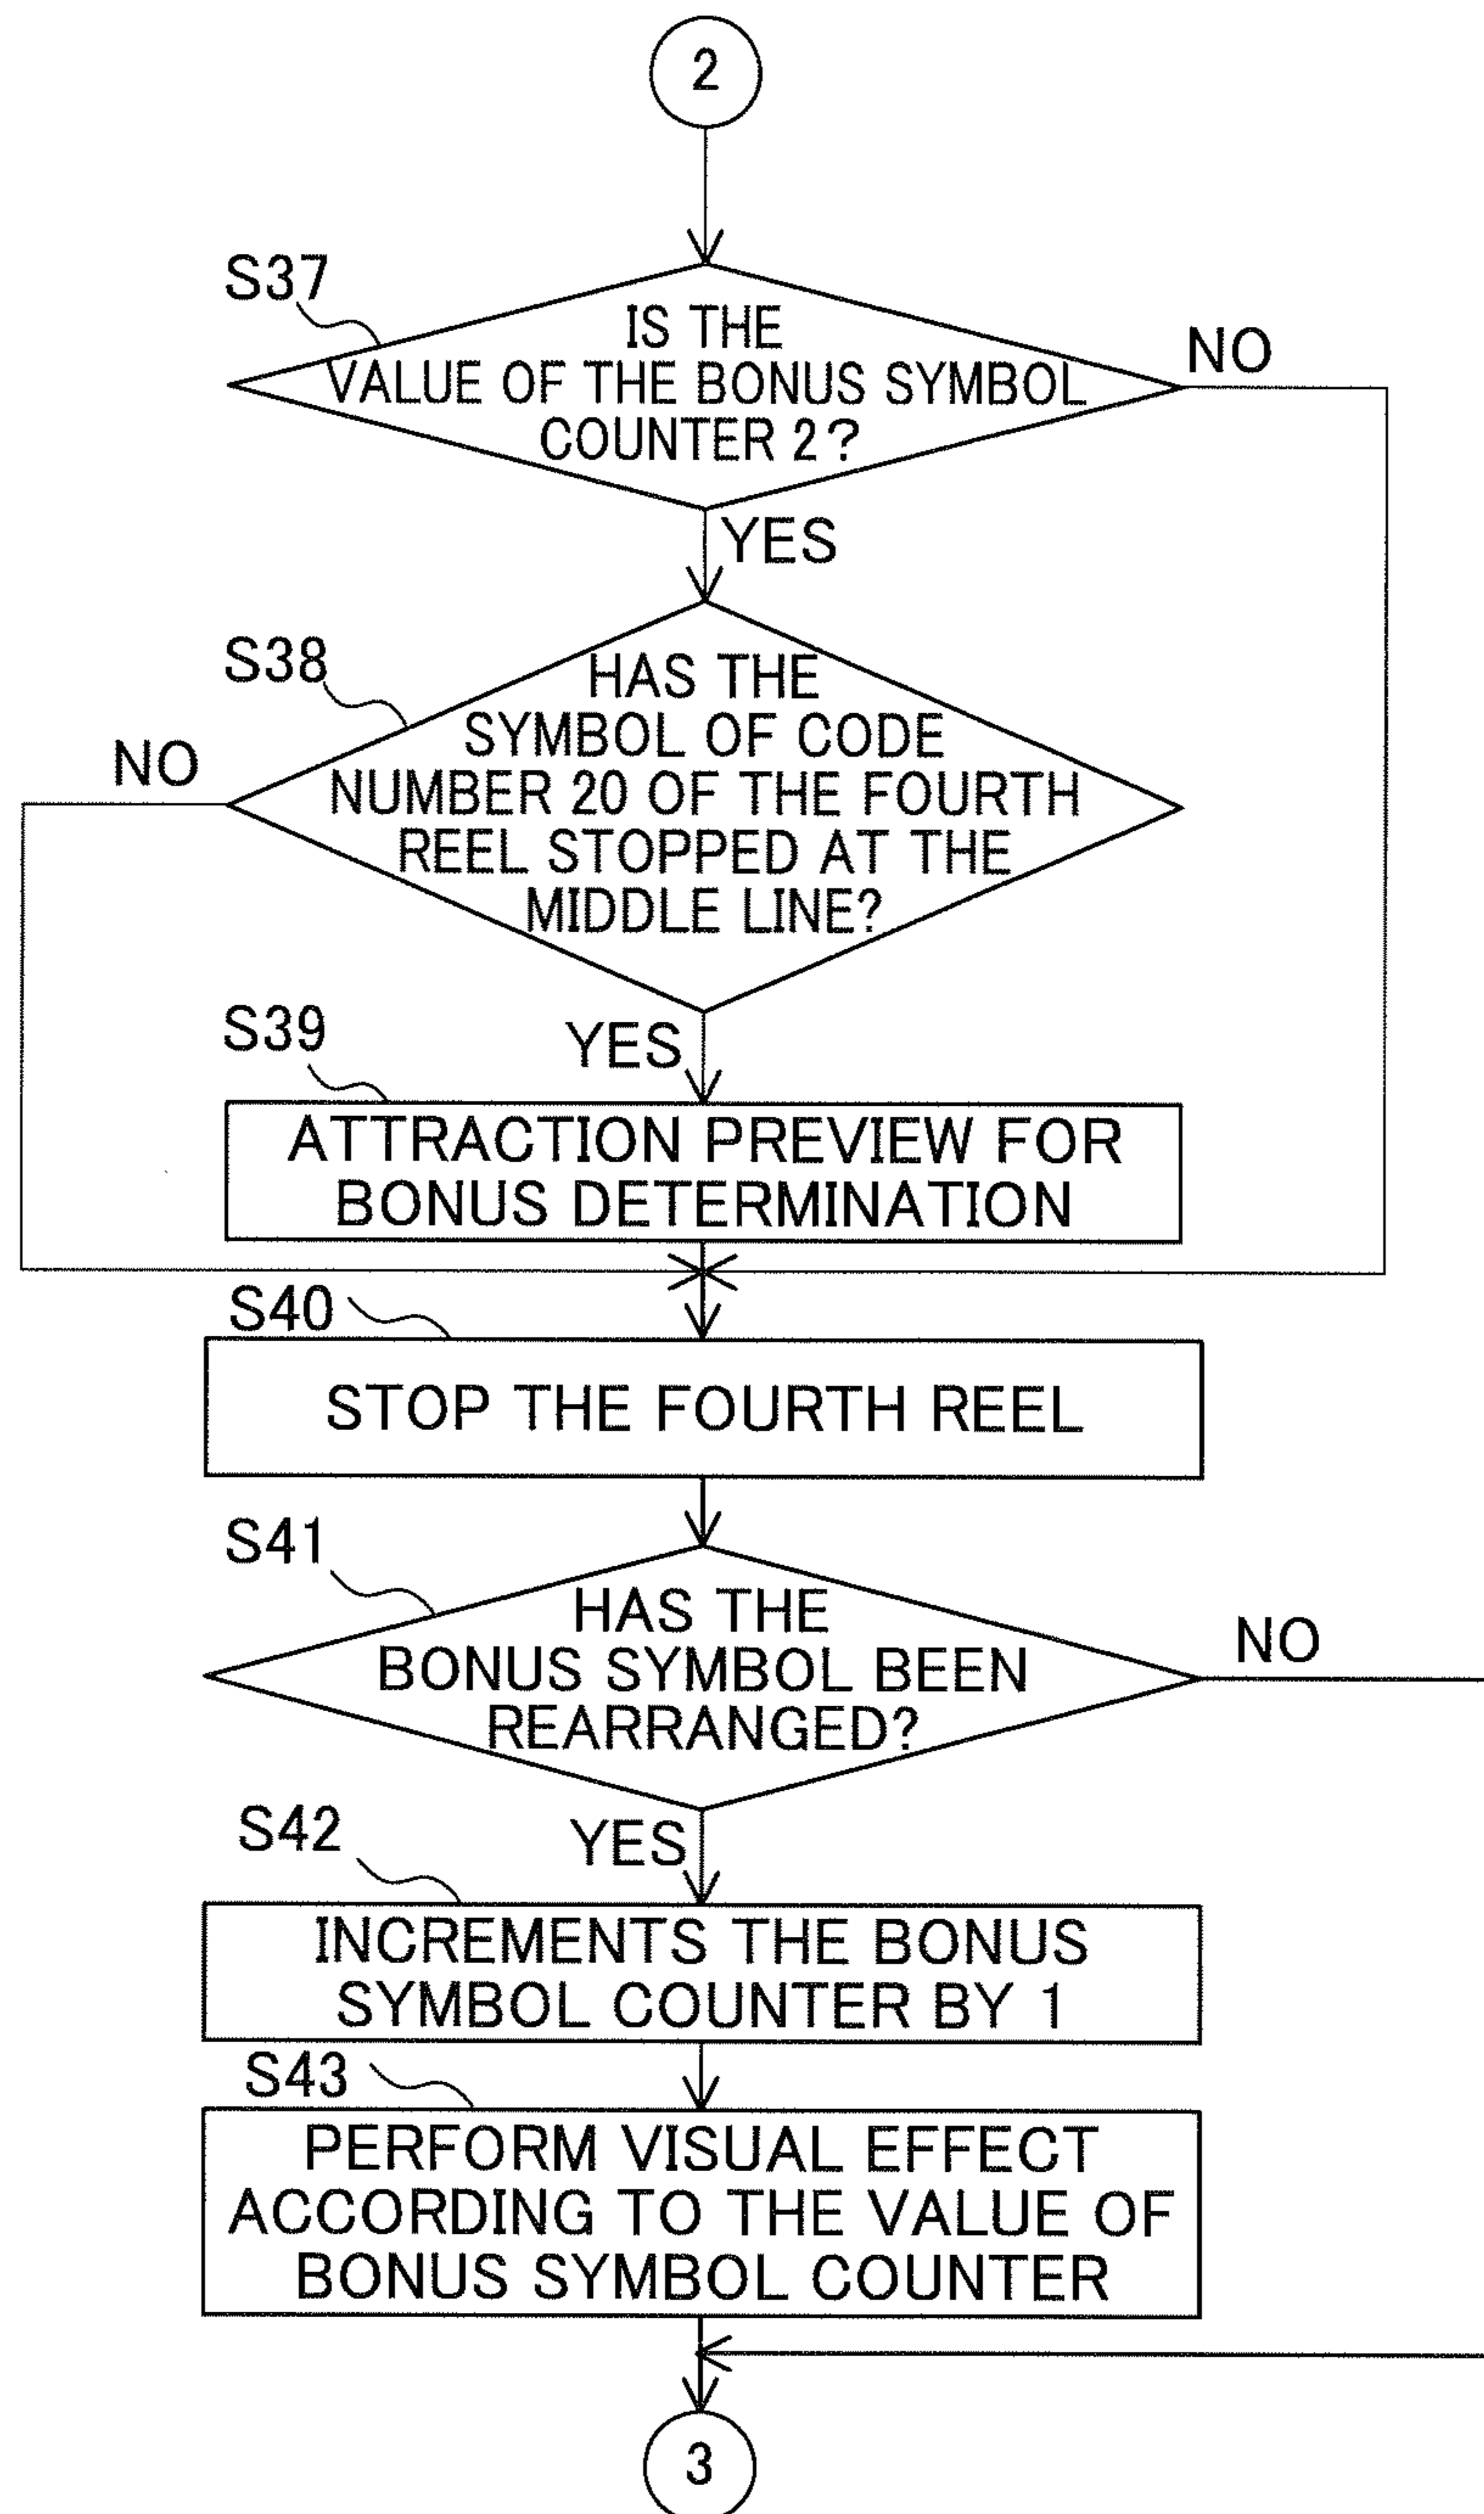 2
S37
IS THE
VALUE OF THE BONUS SYMBOL
COUNTER 2?
NO
YES
S38
HAS THE
SYMBOL OF CODE
NUMBER 20 OF THE FOURTH
REEL STOPPED AT THE
MIDDLE LINE?
NO
YES
S39
ATTRACTION PREVIEW FOR
BONUS DETERMINATION
S40
STOP THE FOURTH REEL
S41
HAS THE
BONUS SYMBOL BEEN
REARRANGED?
NO
YES
S42
INCREMENTS THE BONUS
SYMBOL COUNTER BY 1
S43
PERFORM VISUAL EFFECT
ACCORDING TO THE VALUE OF
BONUS SYMBOL COUNTER
3